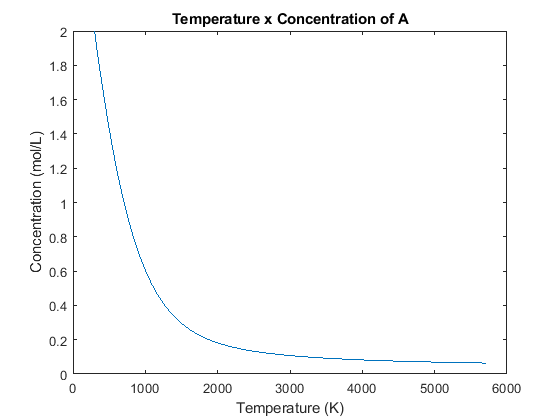 Temperature x Concentration of A
2
1.8
1.6
1.4
1.2
1
0.8
0.6
0.4
0.2
0
Concentration (mol/L)
0 1000 2000 3000 4000 5000 6000
Temperature (K)